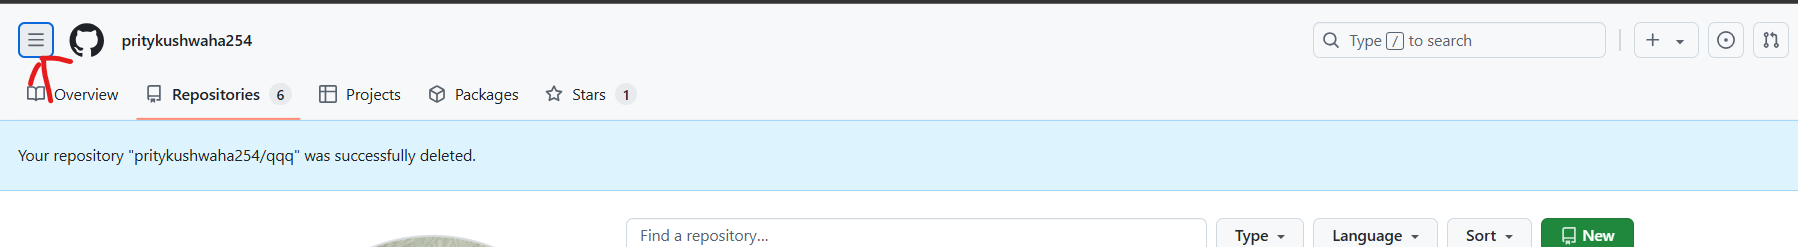 pritykushwaha254
Type / to search
Overview
Repositories 6
Projects
Packages
Stars 1
Your repository "pritykushwaha254/qqq" was successfully deleted.
Find a repository...
Type
Language
Sort
New